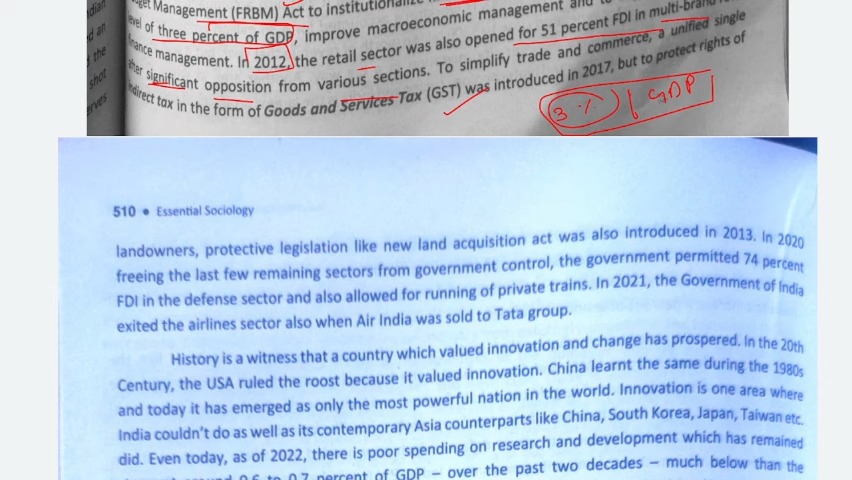 Management (FRBM) Act to
level of three percent of GDP, improve macroeconomic management and
finance management. In 2012, the retail sector was also opened for 51 percent FDI in multi-brand
after significant opposition from various sections. To simplify trade and commerce, a unified single
indirect tax in the form of Goods and Services Tax (GST) was introduced in 2017, but to protect rights of
3 % GDP
510 • Essential Sociology
landowners, protective legislation like new land acquisition act was also introduced in 2013. In 2020
freeing the last few remaining sectors from government control, the government permitted 74 percent
FDI in the defense sector and also allowed for running of private trains. In 2021, the Government of India
exited the airlines sector also when Air India was sold to Tata group.
History is a witness that a country which valued innovation and change has prospered. In the 20th
Century, the USA ruled the roost because it valued innovation. China learnt the same during the 1980s
and today it has emerged as only the most powerful nation in the world. Innovation is one area where
India couldn't do as well as its contemporary Asia counterparts like China, South Korea, Japan, Taiwan etc.
did. Even today, as of 2022, there is poor spending on research and development which has remained
0.7 percent of GDP – over the past two decades – much below than the